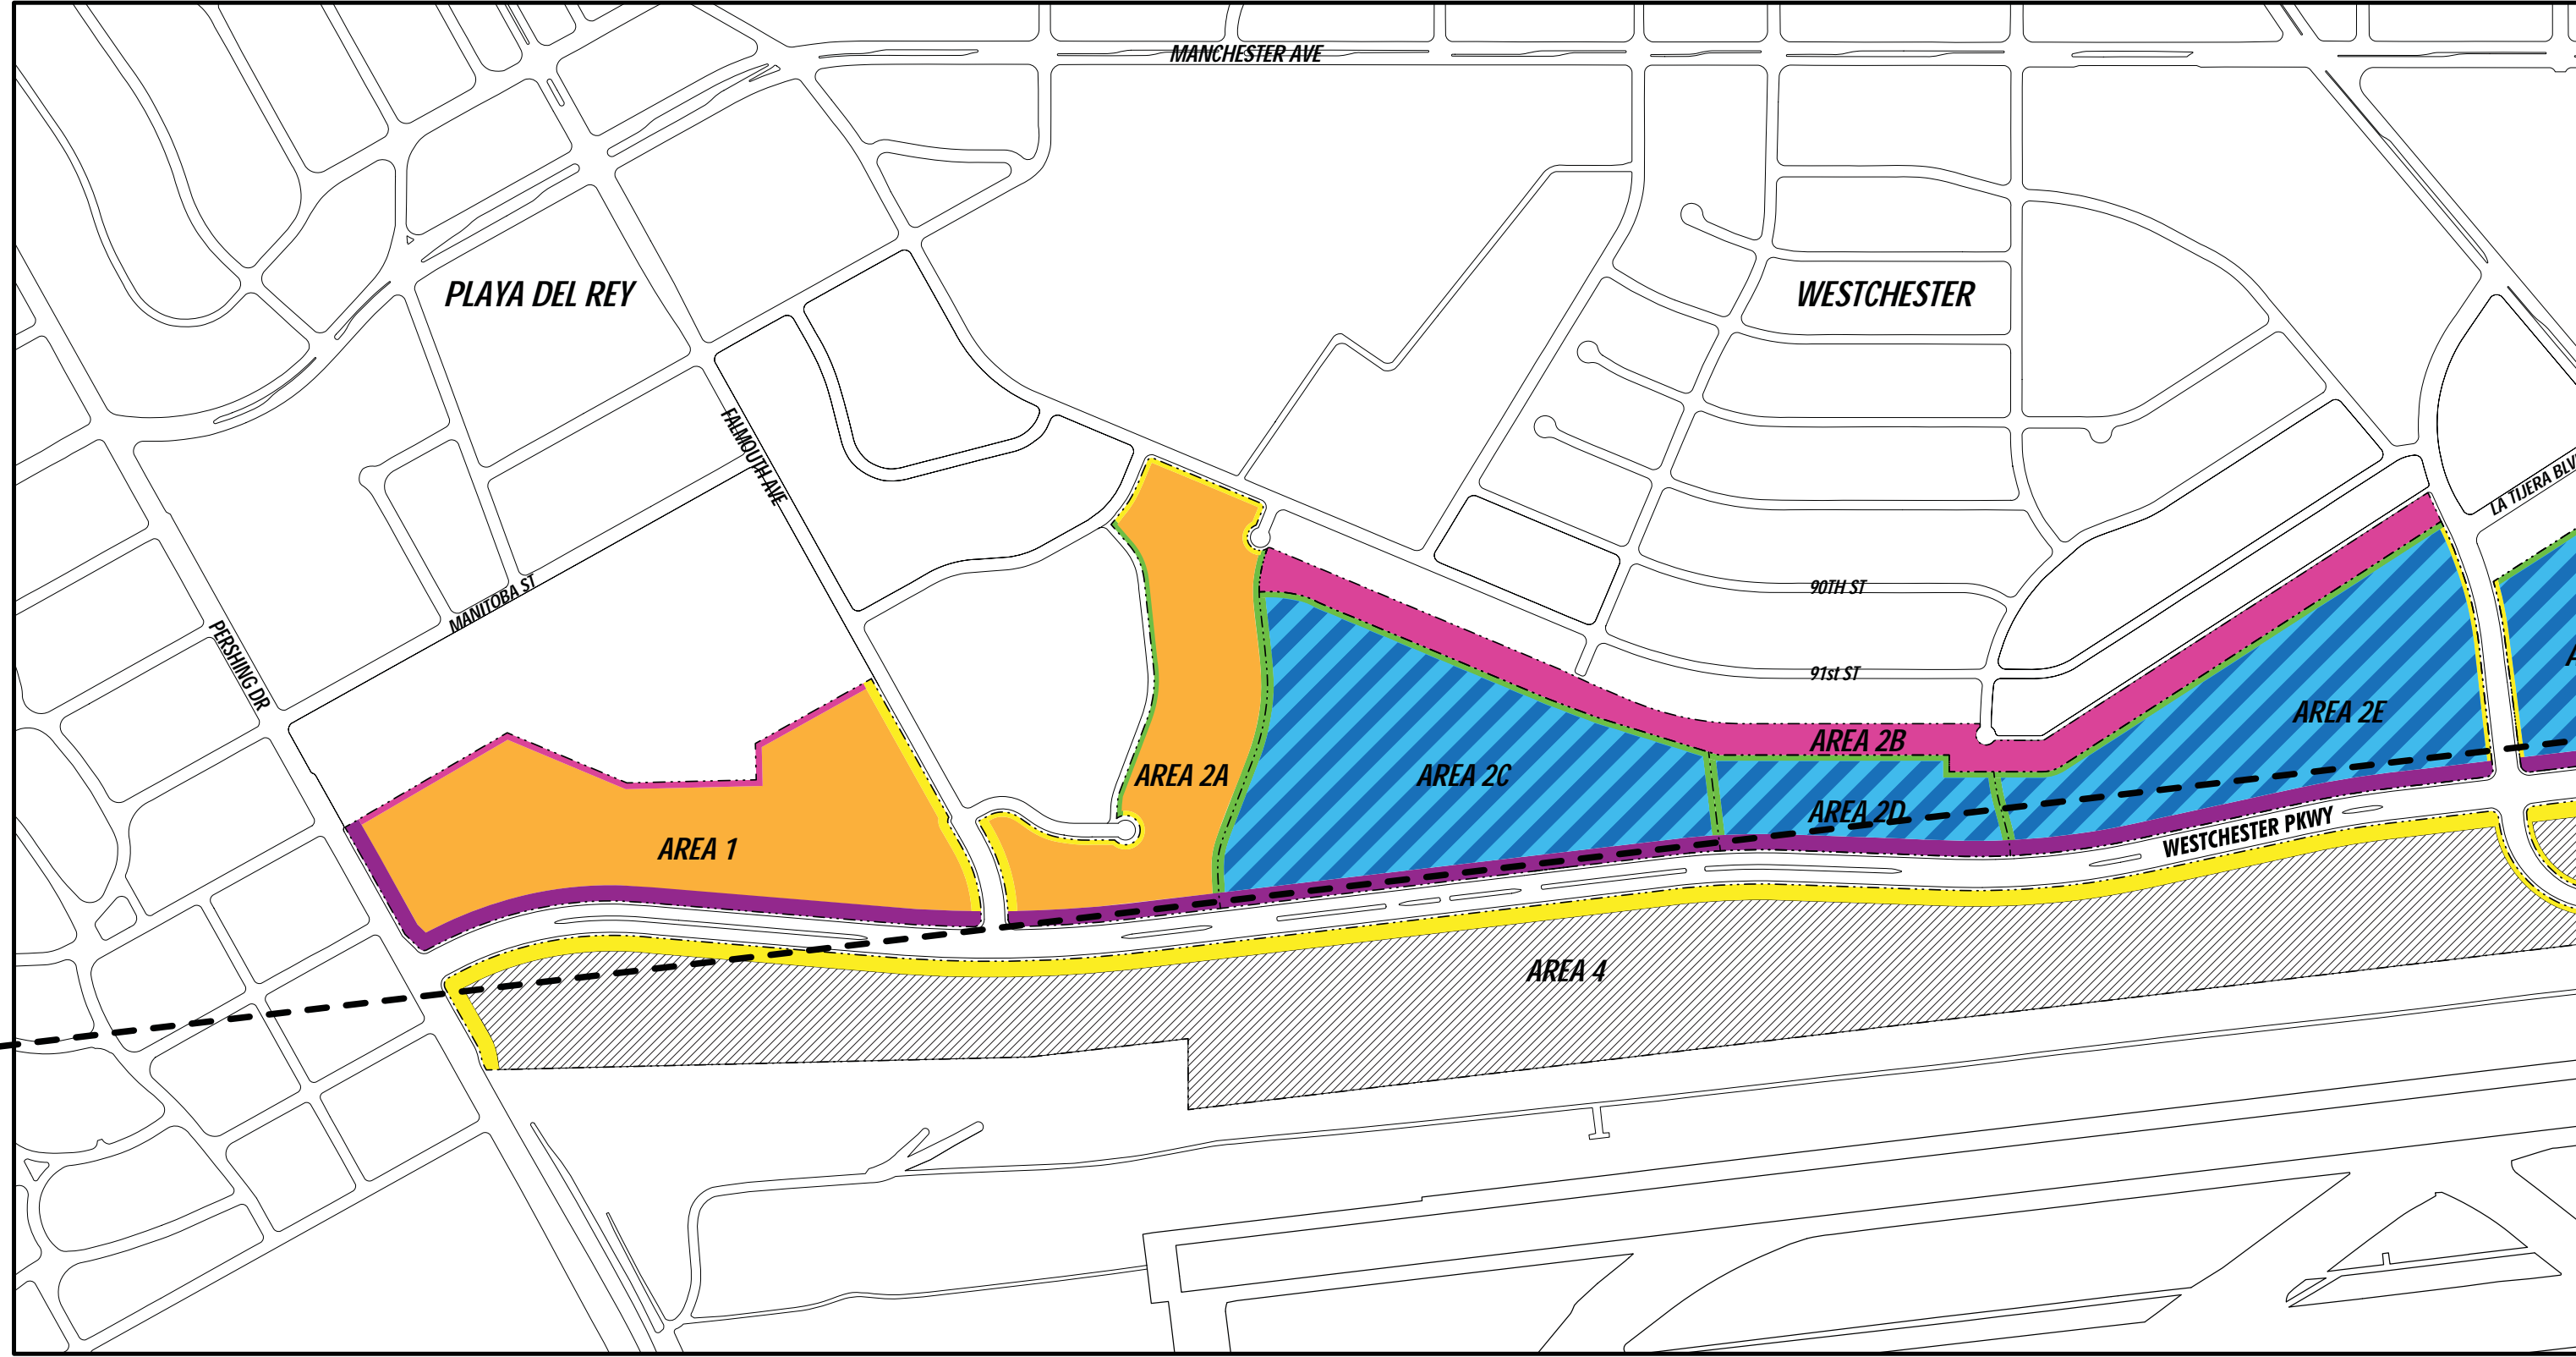 MANCHESTER AVE
PLAYA DEL REY
WESTCHESTER
FALMOUTH AVE
LA TIJERA BLV
MANITOBA ST
90TH ST
PERSHING DR
91st ST
AREA 2E
AREA 2B
AREA 2A
AREA 2C
AREA 2D
WESTCHESTER PKWY
AREA 1
AREA 4